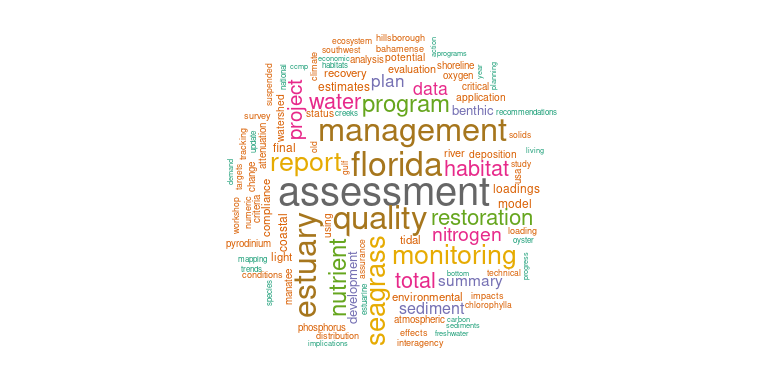 ecosystem
hillsborough
southwest
bahamense
action
economic
analysis
potential
programs
habitats
ccmp
climate
recovery
evaluation
shoreline
national
suspended
estimates
plan
oxygen
year
planning
data
critical
project
water
program
benthic
application
watershed
status
creeks
recommendations
survey
management
solids
update
attenuation
tracking
final
old
river
deposition
living
report
gulf
florida
habitat
study
usa
demand
targets
change
assessment
loadings
model
compliance
criteria
numeric
workshop
coastal
using
quality
restoration
oyster
loading
pyrodinium
estuary
nutrient
tidal
nitrogen
light
mapping
trends
development
assurance
seagrass
monitoring
progress
conditions
manatee
species
estuarine
total
bottom
summary
technical
environmental
impacts
sediment
chlorophylla
atmospheric
carbon
sediments
phosphorus
distribution
effects
freshwater
implications
interagency